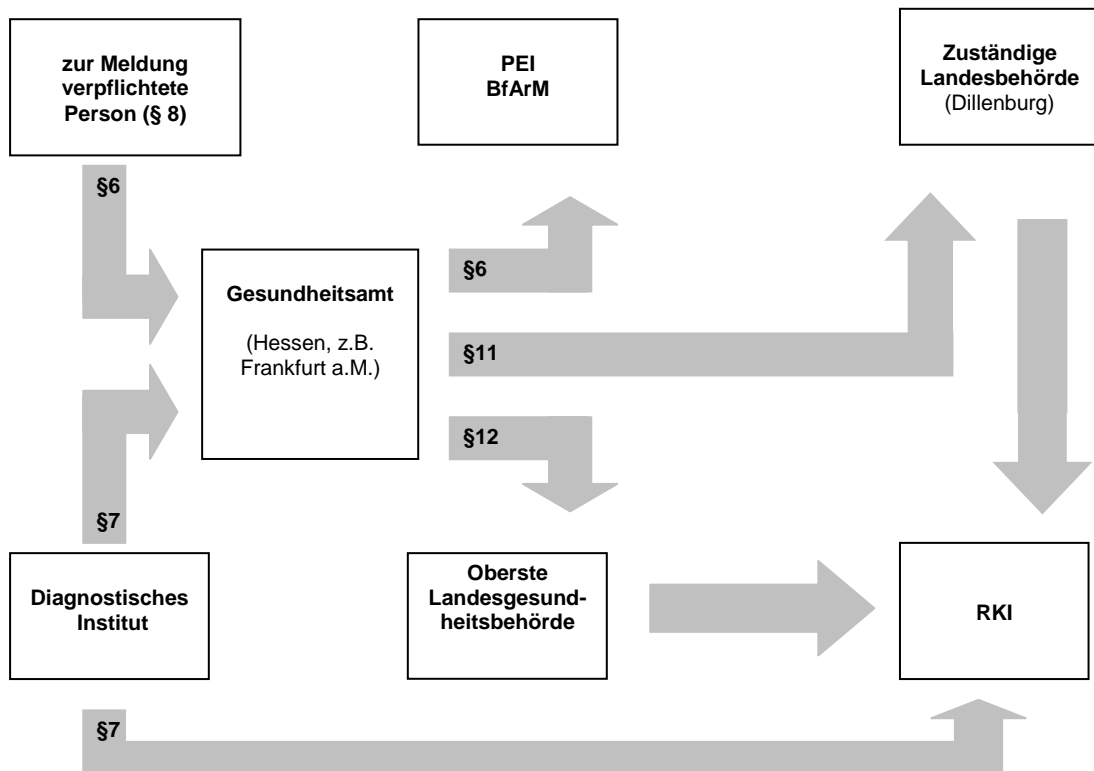 zur Meldung
verpflichtete
Person (§ 8)
PEI
BfArM
Zuständige
Landesbehörde
(Dillenburg)
§6
Gesundheitsamt
(Hessen, z.B.
Frankfurt a.M.)
§6
§11
§12
§7
Diagnostisches
Institut
Oberste
Landesgesund-
heitsbehörde
RKI
§7